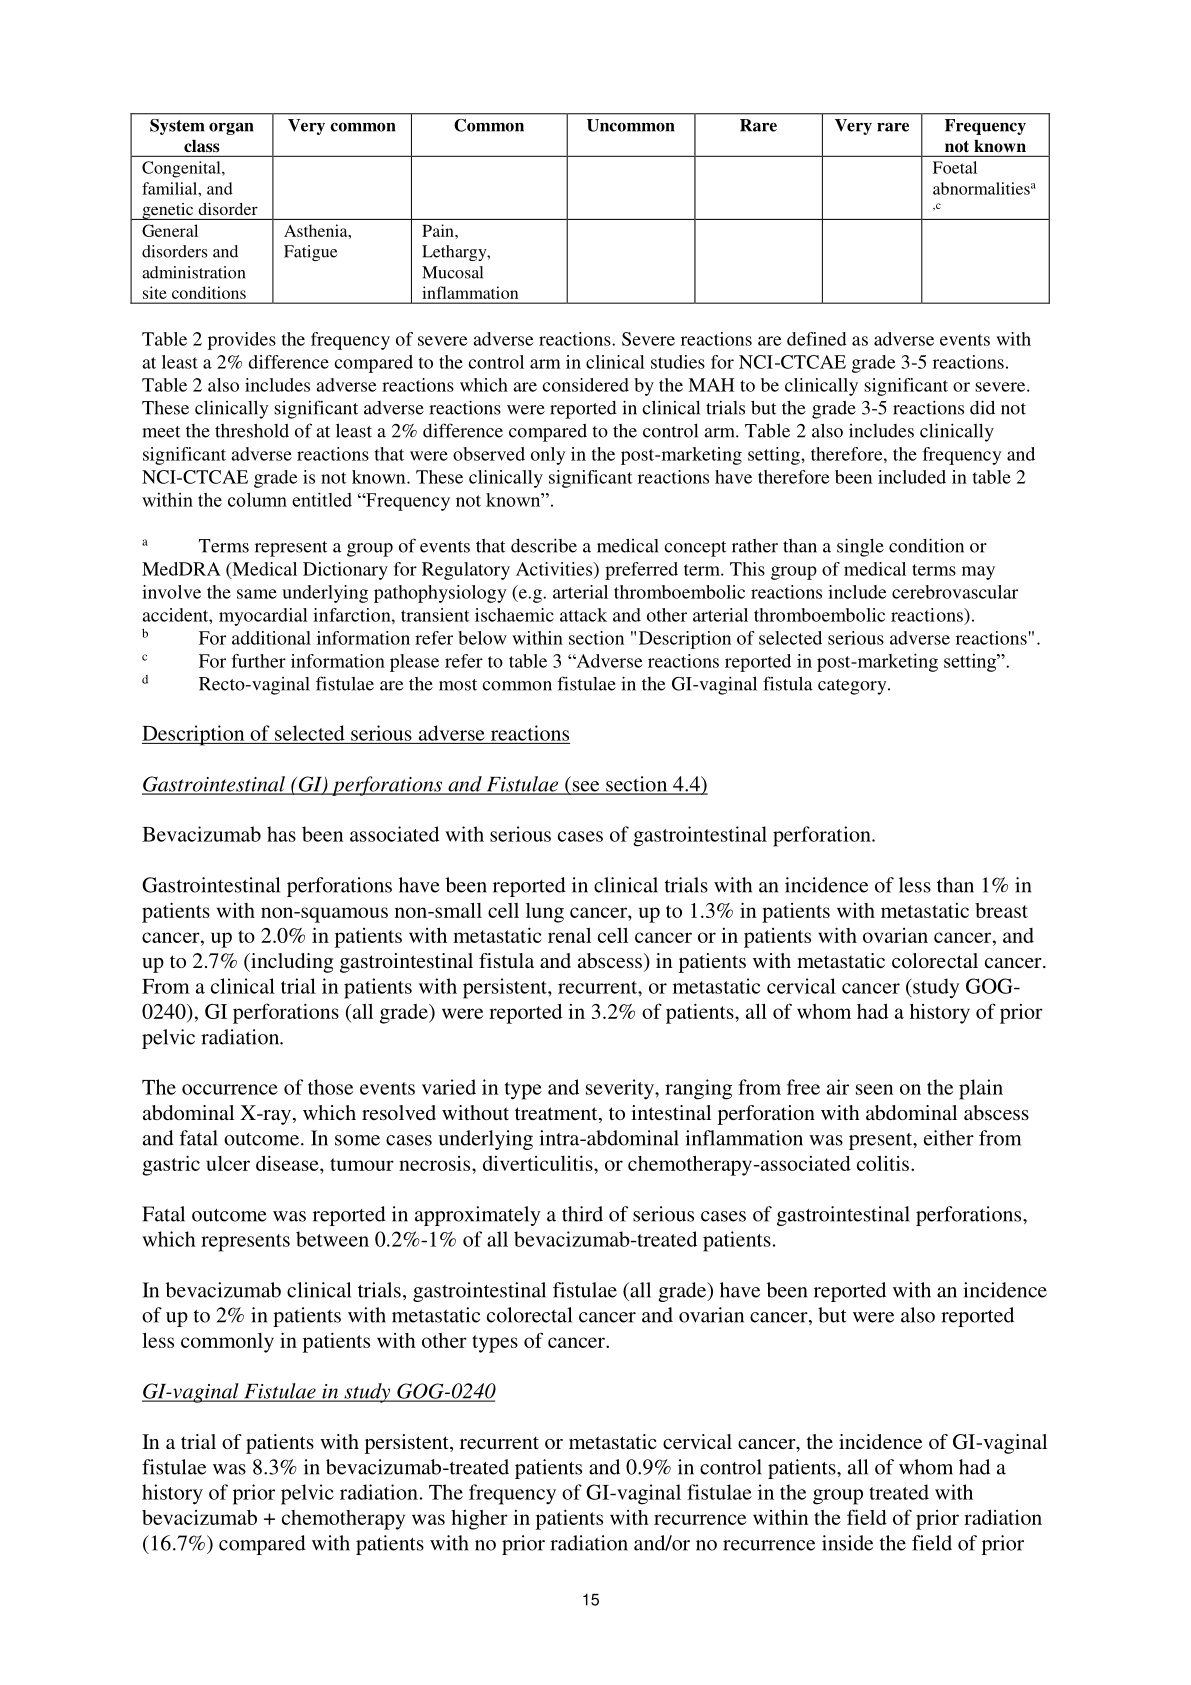 System organ class Very common Common Uncommon Rare Very rare Frequency not known
Congenital, familial, and genetic disorder Foetal abnormalitiesa,c
General disorders and administration site conditions Asthenia, Fatigue Pain, Lethargy, Mucosal inflammation
Table 2 provides the frequency of severe adverse reactions. Severe reactions are defined as adverse events with
at least a 2% difference compared to the control arm in clinical studies for NCI-CTCAE grade 3-5 reactions.
Table 2 also includes adverse reactions which are considered by the MAH to be clinically significant or severe.
These clinically significant adverse reactions were reported in clinical trials but the grade 3-5 reactions did not
meet the threshold of at least a 2% difference compared to the control arm. Table 2 also includes clinically
significant adverse reactions that were observed only in the post-marketing setting, therefore, the frequency and
NCI-CTCAE grade is not known. These clinically significant reactions have therefore been included in table 2
within the column entitled “Frequency not known”.
a Terms represent a group of events that describe a medical concept rather than a single condition or
MedDRA (Medical Dictionary for Regulatory Activities) preferred term. This group of medical terms may
involve the same underlying pathophysiology (e.g. arterial thromboembolic reactions include cerebrovascular
accident, myocardial infarction, transient ischaemic attack and other arterial thromboembolic reactions).
b For additional information refer below within section "Description of selected serious adverse reactions".
c For further information please refer to table 3 “Adverse reactions reported in post-marketing setting”.
d Recto-vaginal fistulae are the most common fistulae in the GI-vaginal fistula category.
Description of selected serious adverse reactions
Gastrointestinal (GI) perforations and Fistulae (see section 4.4)
Bevacizumab has been associated with serious cases of gastrointestinal perforation.
Gastrointestinal perforations have been reported in clinical trials with an incidence of less than 1% in
patients with non-squamous non-small cell lung cancer, up to 1.3% in patients with metastatic breast
cancer, up to 2.0% in patients with metastatic renal cell cancer or in patients with ovarian cancer, and
up to 2.7% (including gastrointestinal fistula and abscess) in patients with metastatic colorectal cancer.
From a clinical trial in patients with persistent, recurrent, or metastatic cervical cancer (study GOG-
0240), GI perforations (all grade) were reported in 3.2% of patients, all of whom had a history of prior
pelvic radiation.
The occurrence of those events varied in type and severity, ranging from free air seen on the plain
abdominal X-ray, which resolved without treatment, to intestinal perforation with abdominal abscess
and fatal outcome. In some cases underlying intra-abdominal inflammation was present, either from
gastric ulcer disease, tumour necrosis, diverticulitis, or chemotherapy-associated colitis.
Fatal outcome was reported in approximately a third of serious cases of gastrointestinal perforations,
which represents between 0.2%-1% of all bevacizumab-treated patients.
In bevacizumab clinical trials, gastrointestinal fistulae (all grade) have been reported with an incidence
of up to 2% in patients with metastatic colorectal cancer and ovarian cancer, but were also reported
less commonly in patients with other types of cancer.
GI-vaginal Fistulae in study GOG-0240
In a trial of patients with persistent, recurrent or metastatic cervical cancer, the incidence of GI-vaginal
fistulae was 8.3% in bevacizumab-treated patients and 0.9% in control patients, all of whom had a
history of prior pelvic radiation. The frequency of GI-vaginal fistulae in the group treated with
bevacizumab + chemotherapy was higher in patients with recurrence within the field of prior radiation
(16.7%) compared with patients with no prior radiation and/or no recurrence inside the field of prior
15